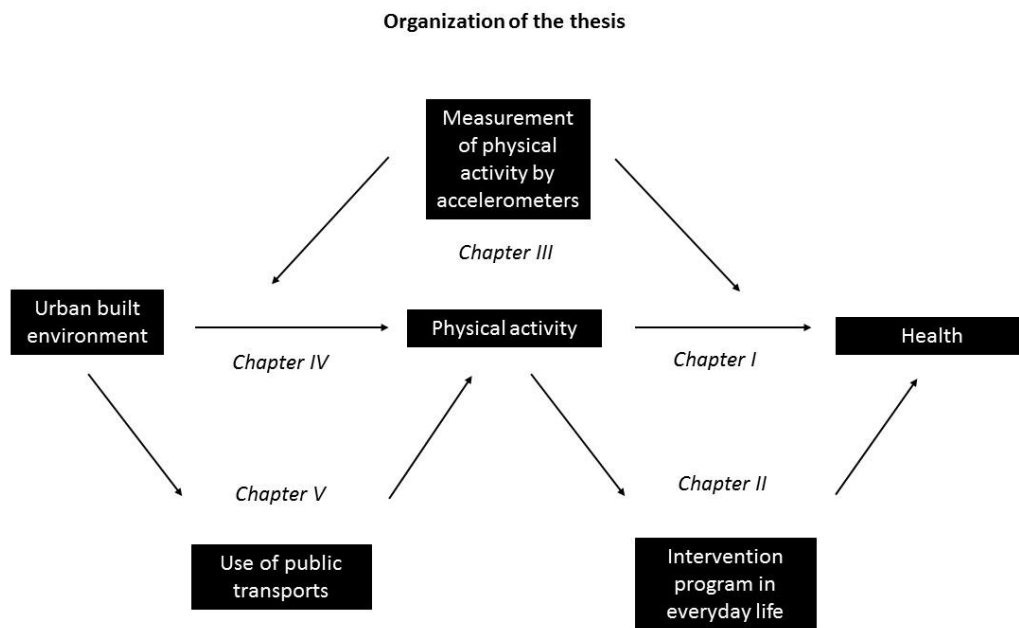 Organization of the thesis
Measurement
of physical
activity by
accelerometers
Chapter III
Urban built
environment
Physical activity
Health
Chapter IV
Chapter I
Chapter V
Chapter II
Use of public
transports
Intervention
program in
everyday life